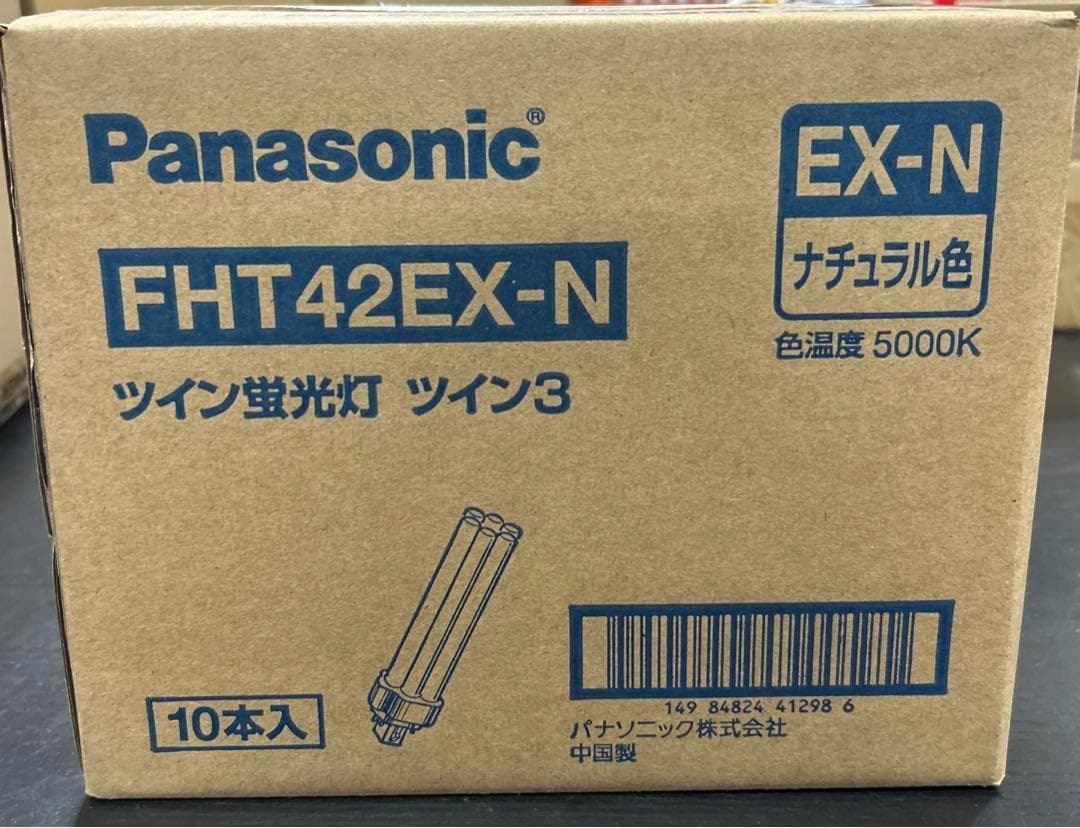 Panasonic®
EX-N
ナチュラル色
色温度 5000K
FHT42EX-N
ツイン蛍光灯 ツイン3
10本入
149 84824 41298 6
パナソニック株式会社
中国製